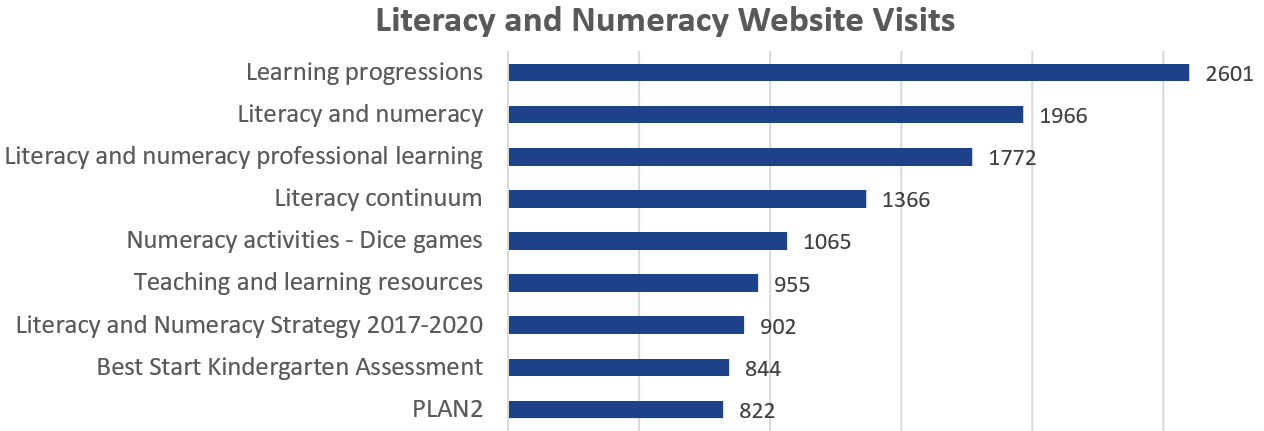 Literacy and Numeracy Website Visits
Learning progressions 2601
Literacy and numeracy 1966
Literacy and numeracy professional learning 1772
Literacy continuum 1366
Numeracy activities - Dice games 1065
Teaching and learning resources 955
Literacy and Numeracy Strategy 2017-2020 902
Best Start Kindergarten Assessment 844
PLAN2 822